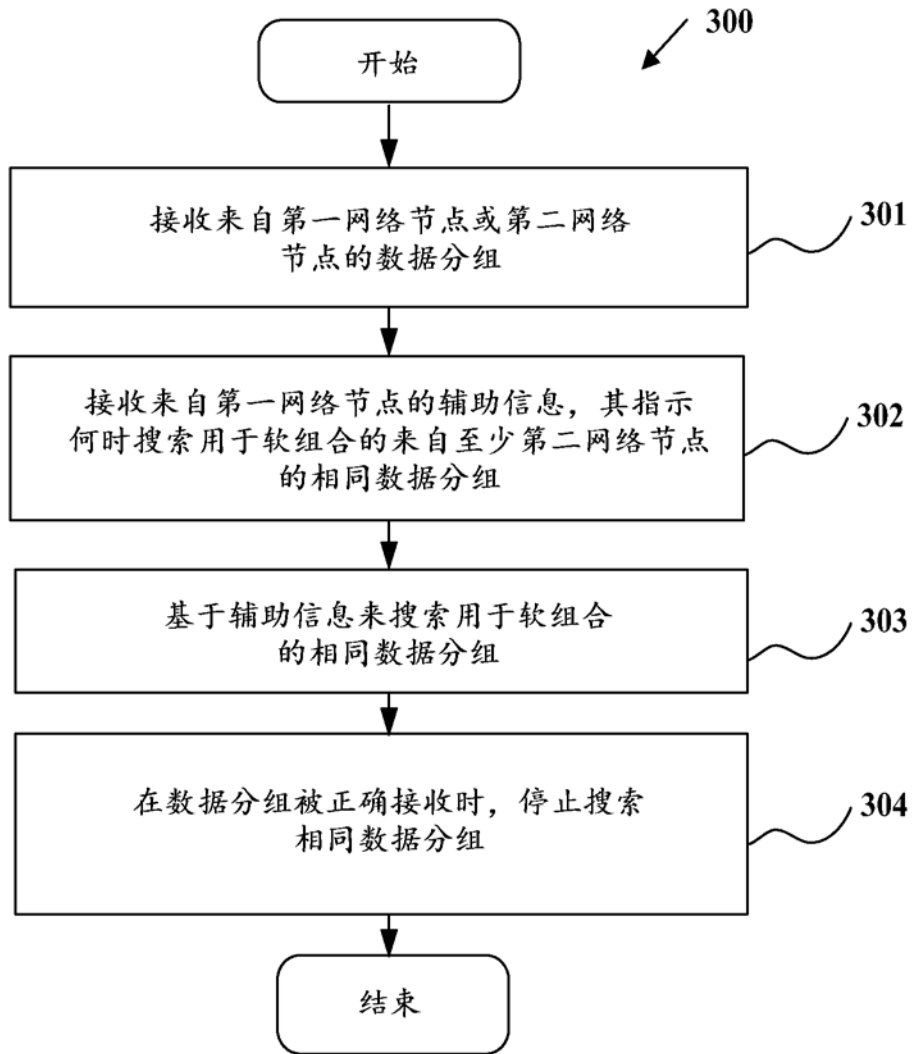 300
开始
接收来自第一网络节点或第二网络
节点的数据分组
301
接收来自第一网络节点的辅助信息，其指示
何时搜索用于软组合的来自至少第二网络节点
的相同数据分组
302
基于辅助信息来搜索用于软组合
的相同数据分组
303
在数据分组被正确接收时，停止搜索
相同数据分组
304
结束